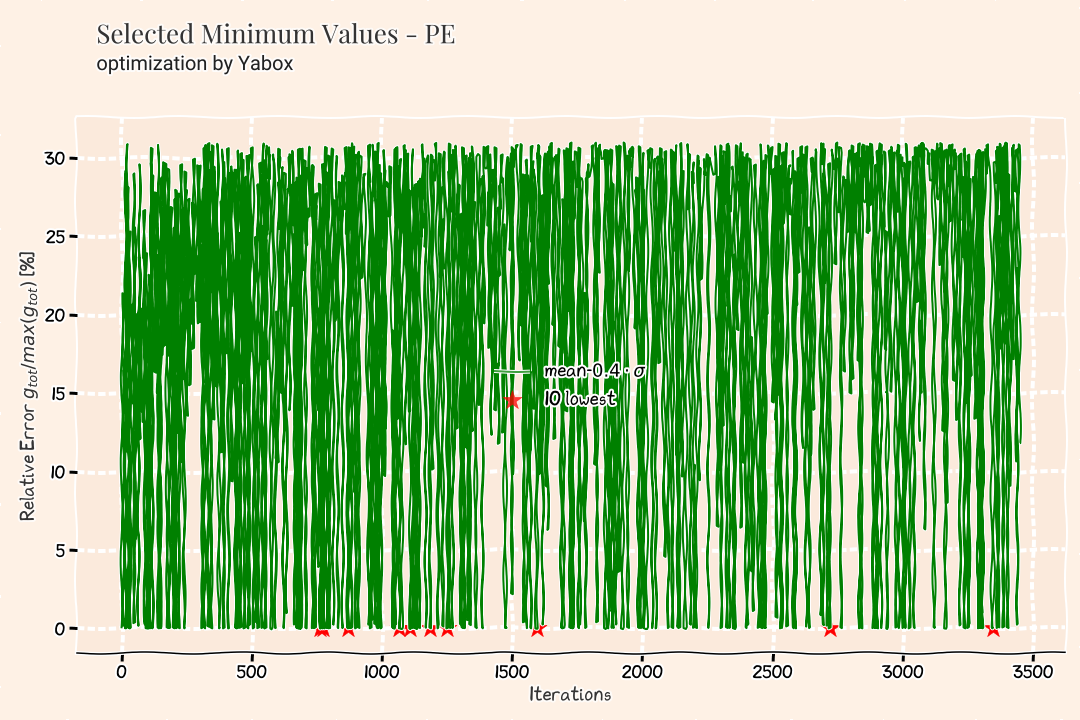 Selected Minimum Values - PE
optimization by Yabox
Relative Error g_tot/max(g_tot) [%]
30
25
20
15
10
5
0
mean-0.4·σ
10 lowest
0 500 1000 1500 2000 2500 3000 3500
Iterations